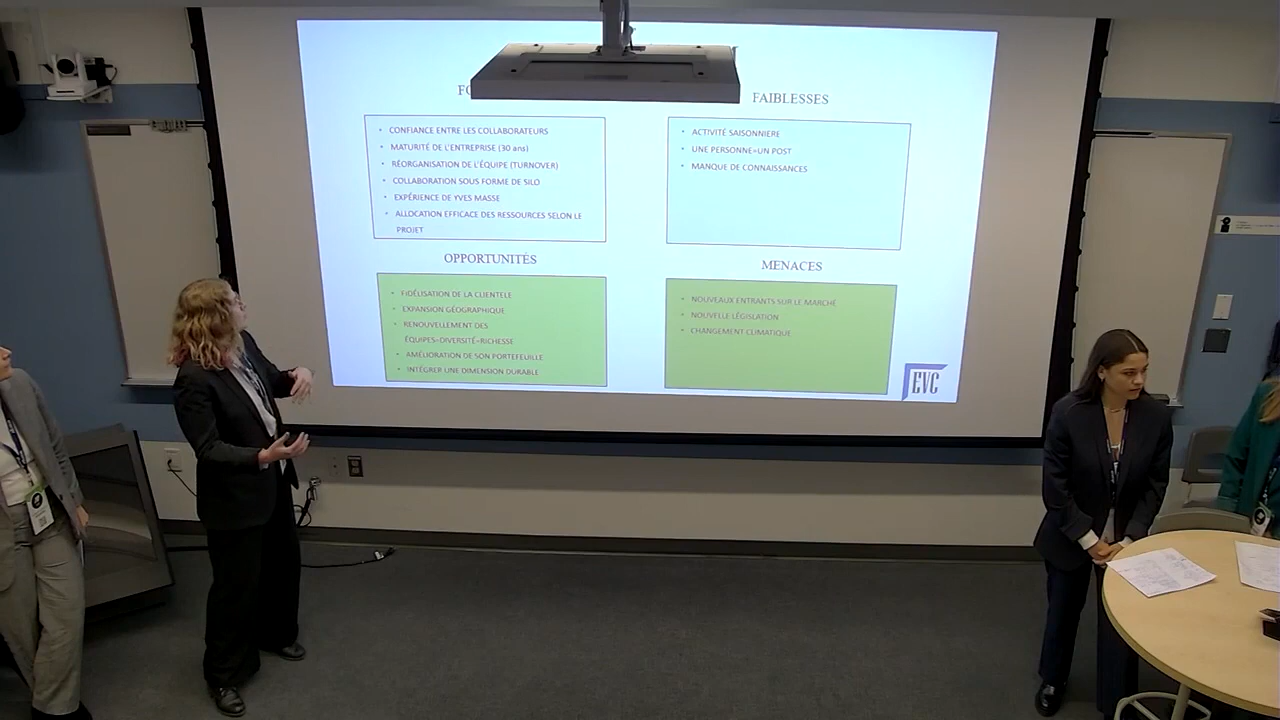 FO
FAIBLESSES
• CONFIANCE ENTRE LES COLLABORATEURS
• MATURITÉ DE L'ENTREPRISE (30 ans)
• RÉORGANISATION DE L'ÉQUIPE (TURNOVER)
• COLLABORATION SOUS FORME DE SILO
• EXPÉRIENCE DE YVES MASSE
• ALLOCATION EFFICACE DES RESSOURCES SELON LE
PROJET
• ACTIVITÉ SAISONNIERE
• UNE PERSONNE=UN POST
• MANQUE DE CONNAISSANCES
OPPORTUNITÉS
MENACES
• FIDÉLISATION DE LA CLIENTELE
• EXPANSION GÉOGRAPHIQUE
• RENOUVELLEMENT DES
ÉQUIPES=DIVERSITÉ=RICHESSE
• AMÉLIORATION DE SON PORTEFEUILLE
• INTÉGRER UNE DIMENSION DURABLE
• NOUVEAUX ENTRANTS SUR LE MARCHÉ
• NOUVELLE LÉGISLATION
• CHANGEMENT CLIMATIQUE
EVC